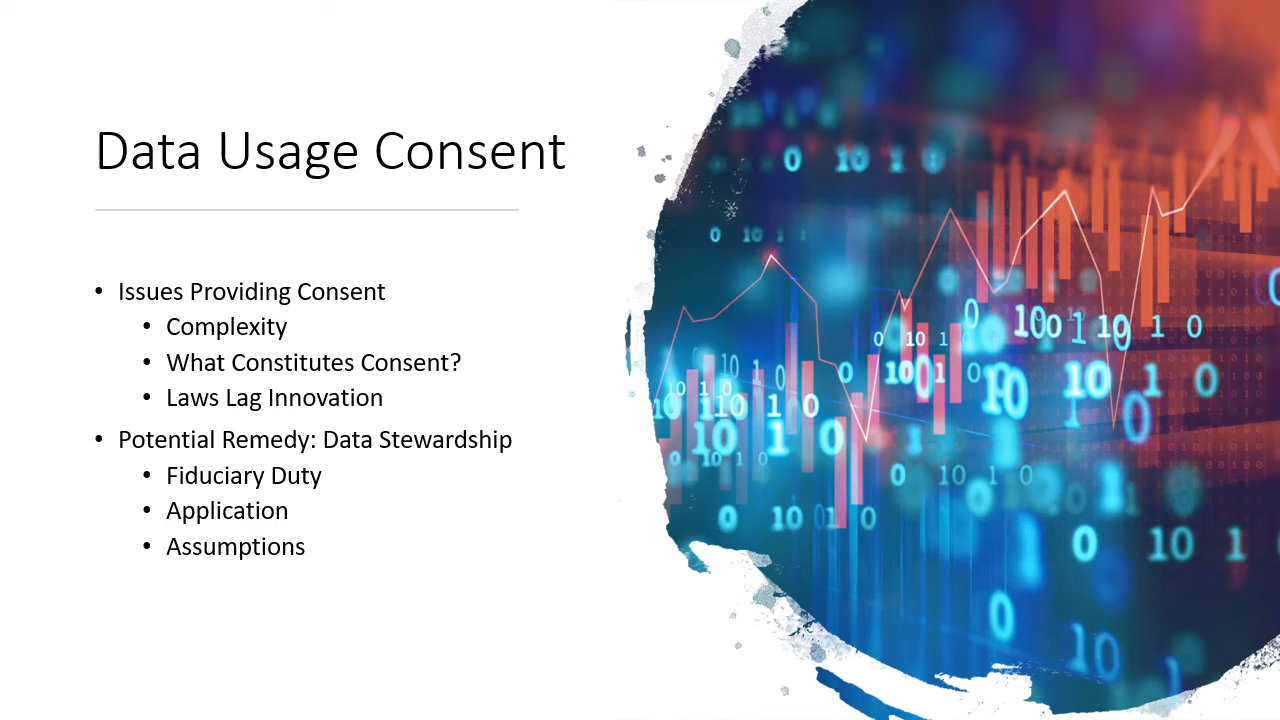 Data Usage Consent
• Issues Providing Consent
• Complexity
• What Constitutes Consent?
• Laws Lag Innovation
• Potential Remedy: Data Stewardship
• Fiduciary Duty
• Application
• Assumptions